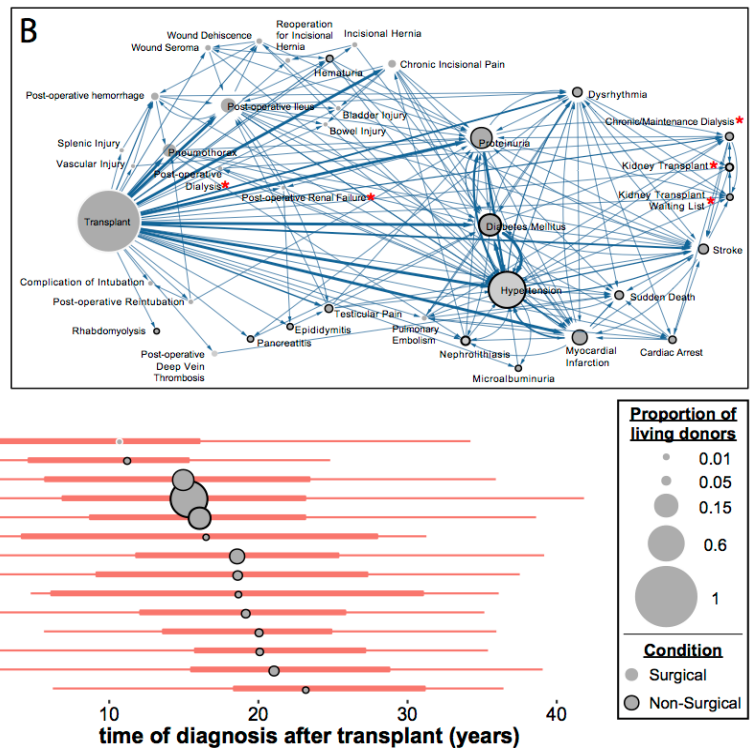 B
Wound Dehiscence
Wound Seroma
Reoperation
for Incisional
Hernia
Incisional Hernia
Hematuria
Chronic Incisional Pain
Post-operative hemorrhage
Post-operative Ileus
Bladder Injury
Bowel Injury
Dysrhythmia
Chronic/Maintenance Dialysis*
Proteinuria
Splenic Injury
Vascular Injury
Pneumothorax
Post-operative
Dialysis*
Post-operative Renal Failure*
Kidney Transplant*
Kidney Transplant
Waiting List*
Transplant
Diabetes Mellitus
Stroke
Complication of Intubation
Post-operative Reintubation
Hypertension
Sudden Death
Rhabdomyolysis
Testicular Pain
Epididymitis
Pancreatitis
Pulmonary
Embolism
Nephrolithiasis
Myocardial
Infarction
Cardiac Arrest
Post-operative
Deep Vein
Thrombosis
Microalbuminuria
Proportion of
living donors
0.01
0.05
0.15
0.6
1
Condition
Surgical
Non-Surgical
10 20 30 40
time of diagnosis after transplant (years)